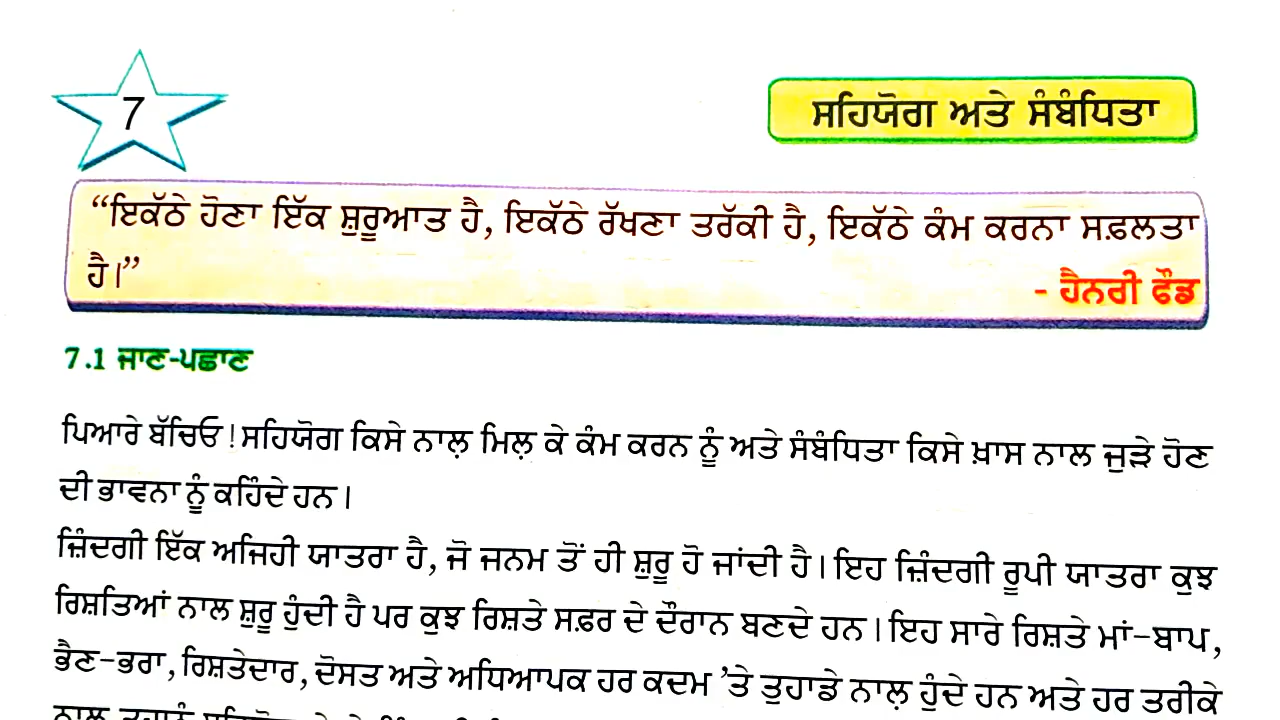 7
ਸਹਿਯੋਗ ਅਤੇ ਸੰਬੰਧਿਤਾ
“ਇਕੱਠੇ ਹੋਣਾ ਇੱਕ ਸ਼ੁਰੂਆਤ ਹੈ, ਇਕੱਠੇ ਰੱਖਣਾ ਤਰੱਕੀ ਹੈ, ਇਕੱਠੇ ਕੰਮ ਕਰਨਾ ਸਫ਼ਲਤਾ
ਹੈ।”
- ਹੈਨਰੀ ਫੌਡ
7.1 ਜਾਣ-ਪਛਾਣ
ਪਿਆਰੇ ਬੱਚਿਓ! ਸਹਿਯੋਗ ਕਿਸੇ ਨਾਲ਼ ਮਿਲ਼ ਕੇ ਕੰਮ ਕਰਨ ਨੂੰ ਅਤੇ ਸੰਬੰਧਿਤਾ ਕਿਸੇ ਖ਼ਾਸ ਨਾਲ ਜੁੜੇ ਹੋਣ
ਦੀ ਭਾਵਨਾ ਨੂੰ ਕਹਿੰਦੇ ਹਨ।
ਜ਼ਿੰਦਗੀ ਇੱਕ ਅਜਿਹੀ ਯਾਤਰਾ ਹੈ, ਜੋ ਜਨਮ ਤੋਂ ਹੀ ਸ਼ੁਰੂ ਹੋ ਜਾਂਦੀ ਹੈ। ਇਹ ਜ਼ਿੰਦਗੀ ਰੂਪੀ ਯਾਤਰਾ ਕੁਝ
ਰਿਸ਼ਤਿਆਂ ਨਾਲ ਸ਼ੁਰੂ ਹੁੰਦੀ ਹੈ ਪਰ ਕੁਝ ਰਿਸ਼ਤੇ ਸਫ਼ਰ ਦੇ ਦੌਰਾਨ ਬਣਦੇ ਹਨ। ਇਹ ਸਾਰੇ ਰਿਸ਼ਤੇ ਮਾਂ-ਬਾਪ,
ਭੈਣ-ਭਰਾ, ਰਿਸ਼ਤੇਦਾਰ, ਦੋਸਤ ਅਤੇ ਅਧਿਆਪਕ ਹਰ ਕਦਮ ’ਤੇ ਤੁਹਾਡੇ ਨਾਲ਼ ਹੁੰਦੇ ਹਨ ਅਤੇ ਹਰ ਤਰੀਕੇ